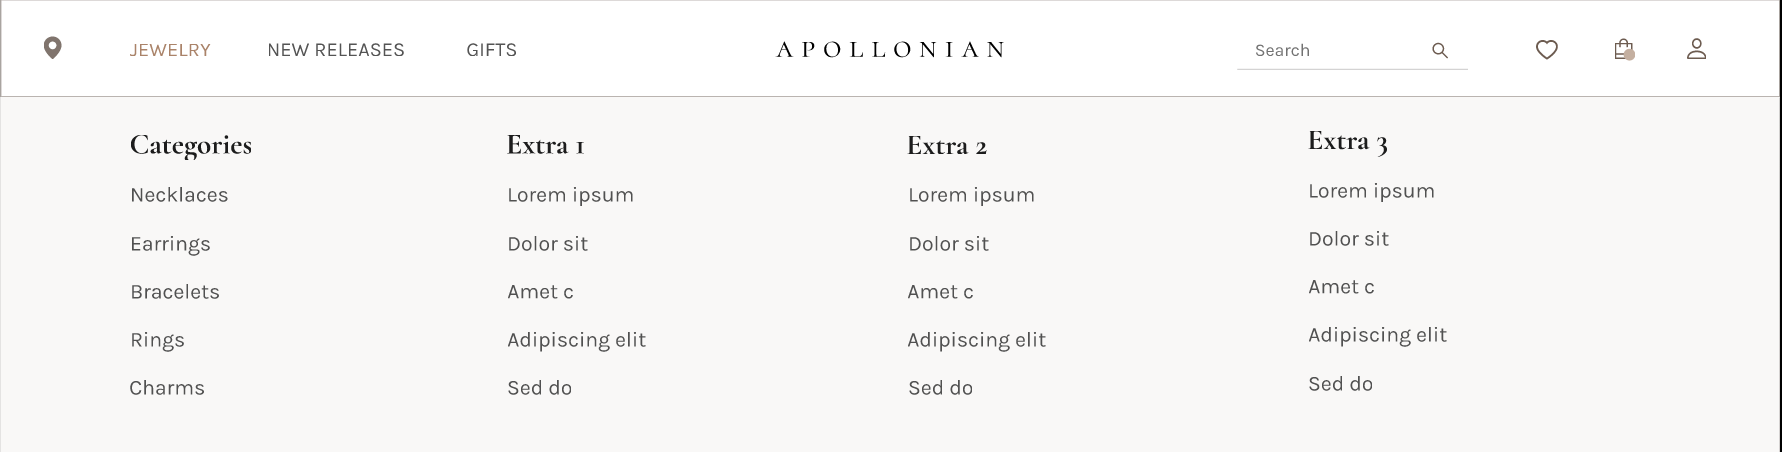 JEWELRY
NEW RELEASES
GIFTS
APOLLONIAN
Search
Categories
Necklaces
Earrings
Bracelets
Rings
Charms
Extra 1
Lorem ipsum
Dolor sit
Amet c
Adipiscing elit
Sed do
Extra 2
Lorem ipsum
Dolor sit
Amet c
Adipiscing elit
Sed do
Extra 3
Lorem ipsum
Dolor sit
Amet c
Adipiscing elit
Sed do